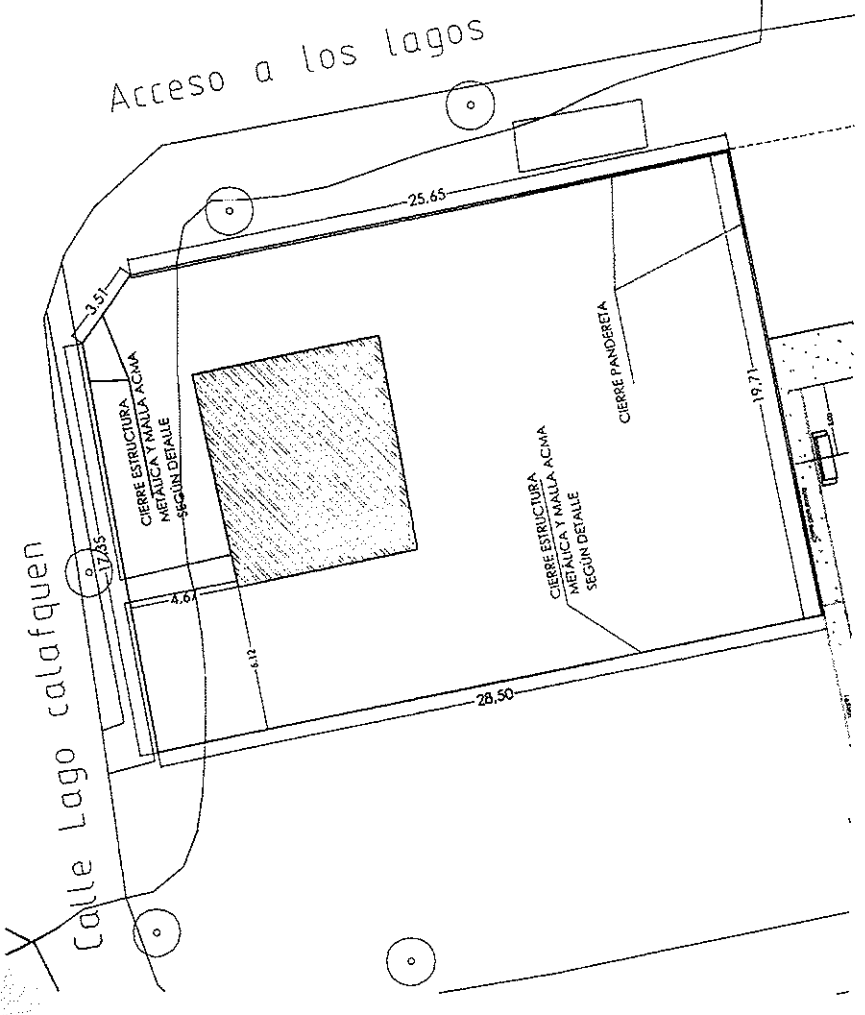 Acceso a los lagos
25.65
3.51
CIERRE ESTRUCTURA
METÁLICA Y MALLA ACMA
SEGÚN DETALLE
CIERRE PANDERETA
19.71
CIERRE ESTRUCTURA
METÁLICA Y MALLA ACMA
SEGÚN DETALLE
17.35
4.67
6.12
28.50
Calle Lago calafquen